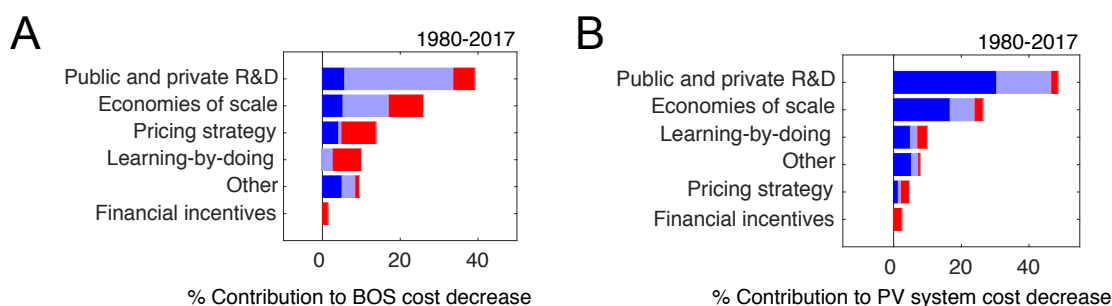 A
1980-2017
Public and private R&D
Economies of scale
Pricing strategy
Learning-by-doing
Other
Financial incentives
0 20 40
% Contribution to BOS cost decrease
B
1980-2017
Public and private R&D
Economies of scale
Learning-by-doing
Other
Pricing strategy
Financial incentives
0 20 40
% Contribution to PV system cost decrease